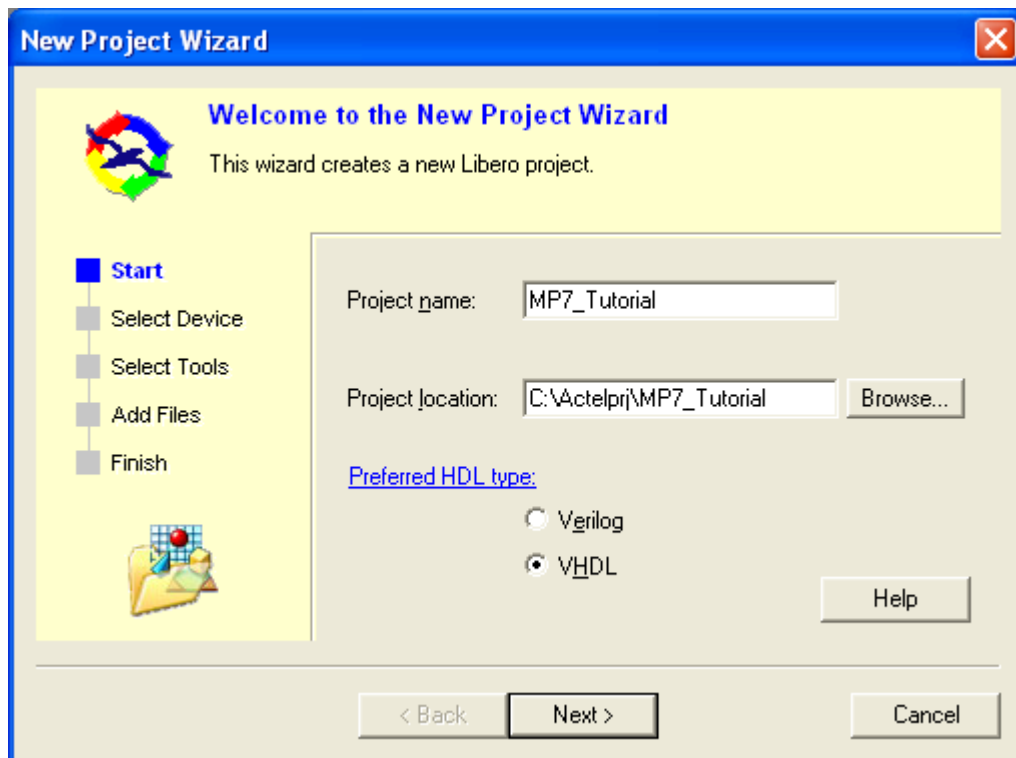 New Project Wizard
Welcome to the New Project Wizard
This wizard creates a new Libero project.
Start
Select Device
Select Tools
Add Files
Finish
Project name: MP7_Tutorial
Project location: C:\Actelprj\MP7_Tutorial Browse...
Preferred HDL type:
Verilog
VHDL
Help
< Back Next > Cancel